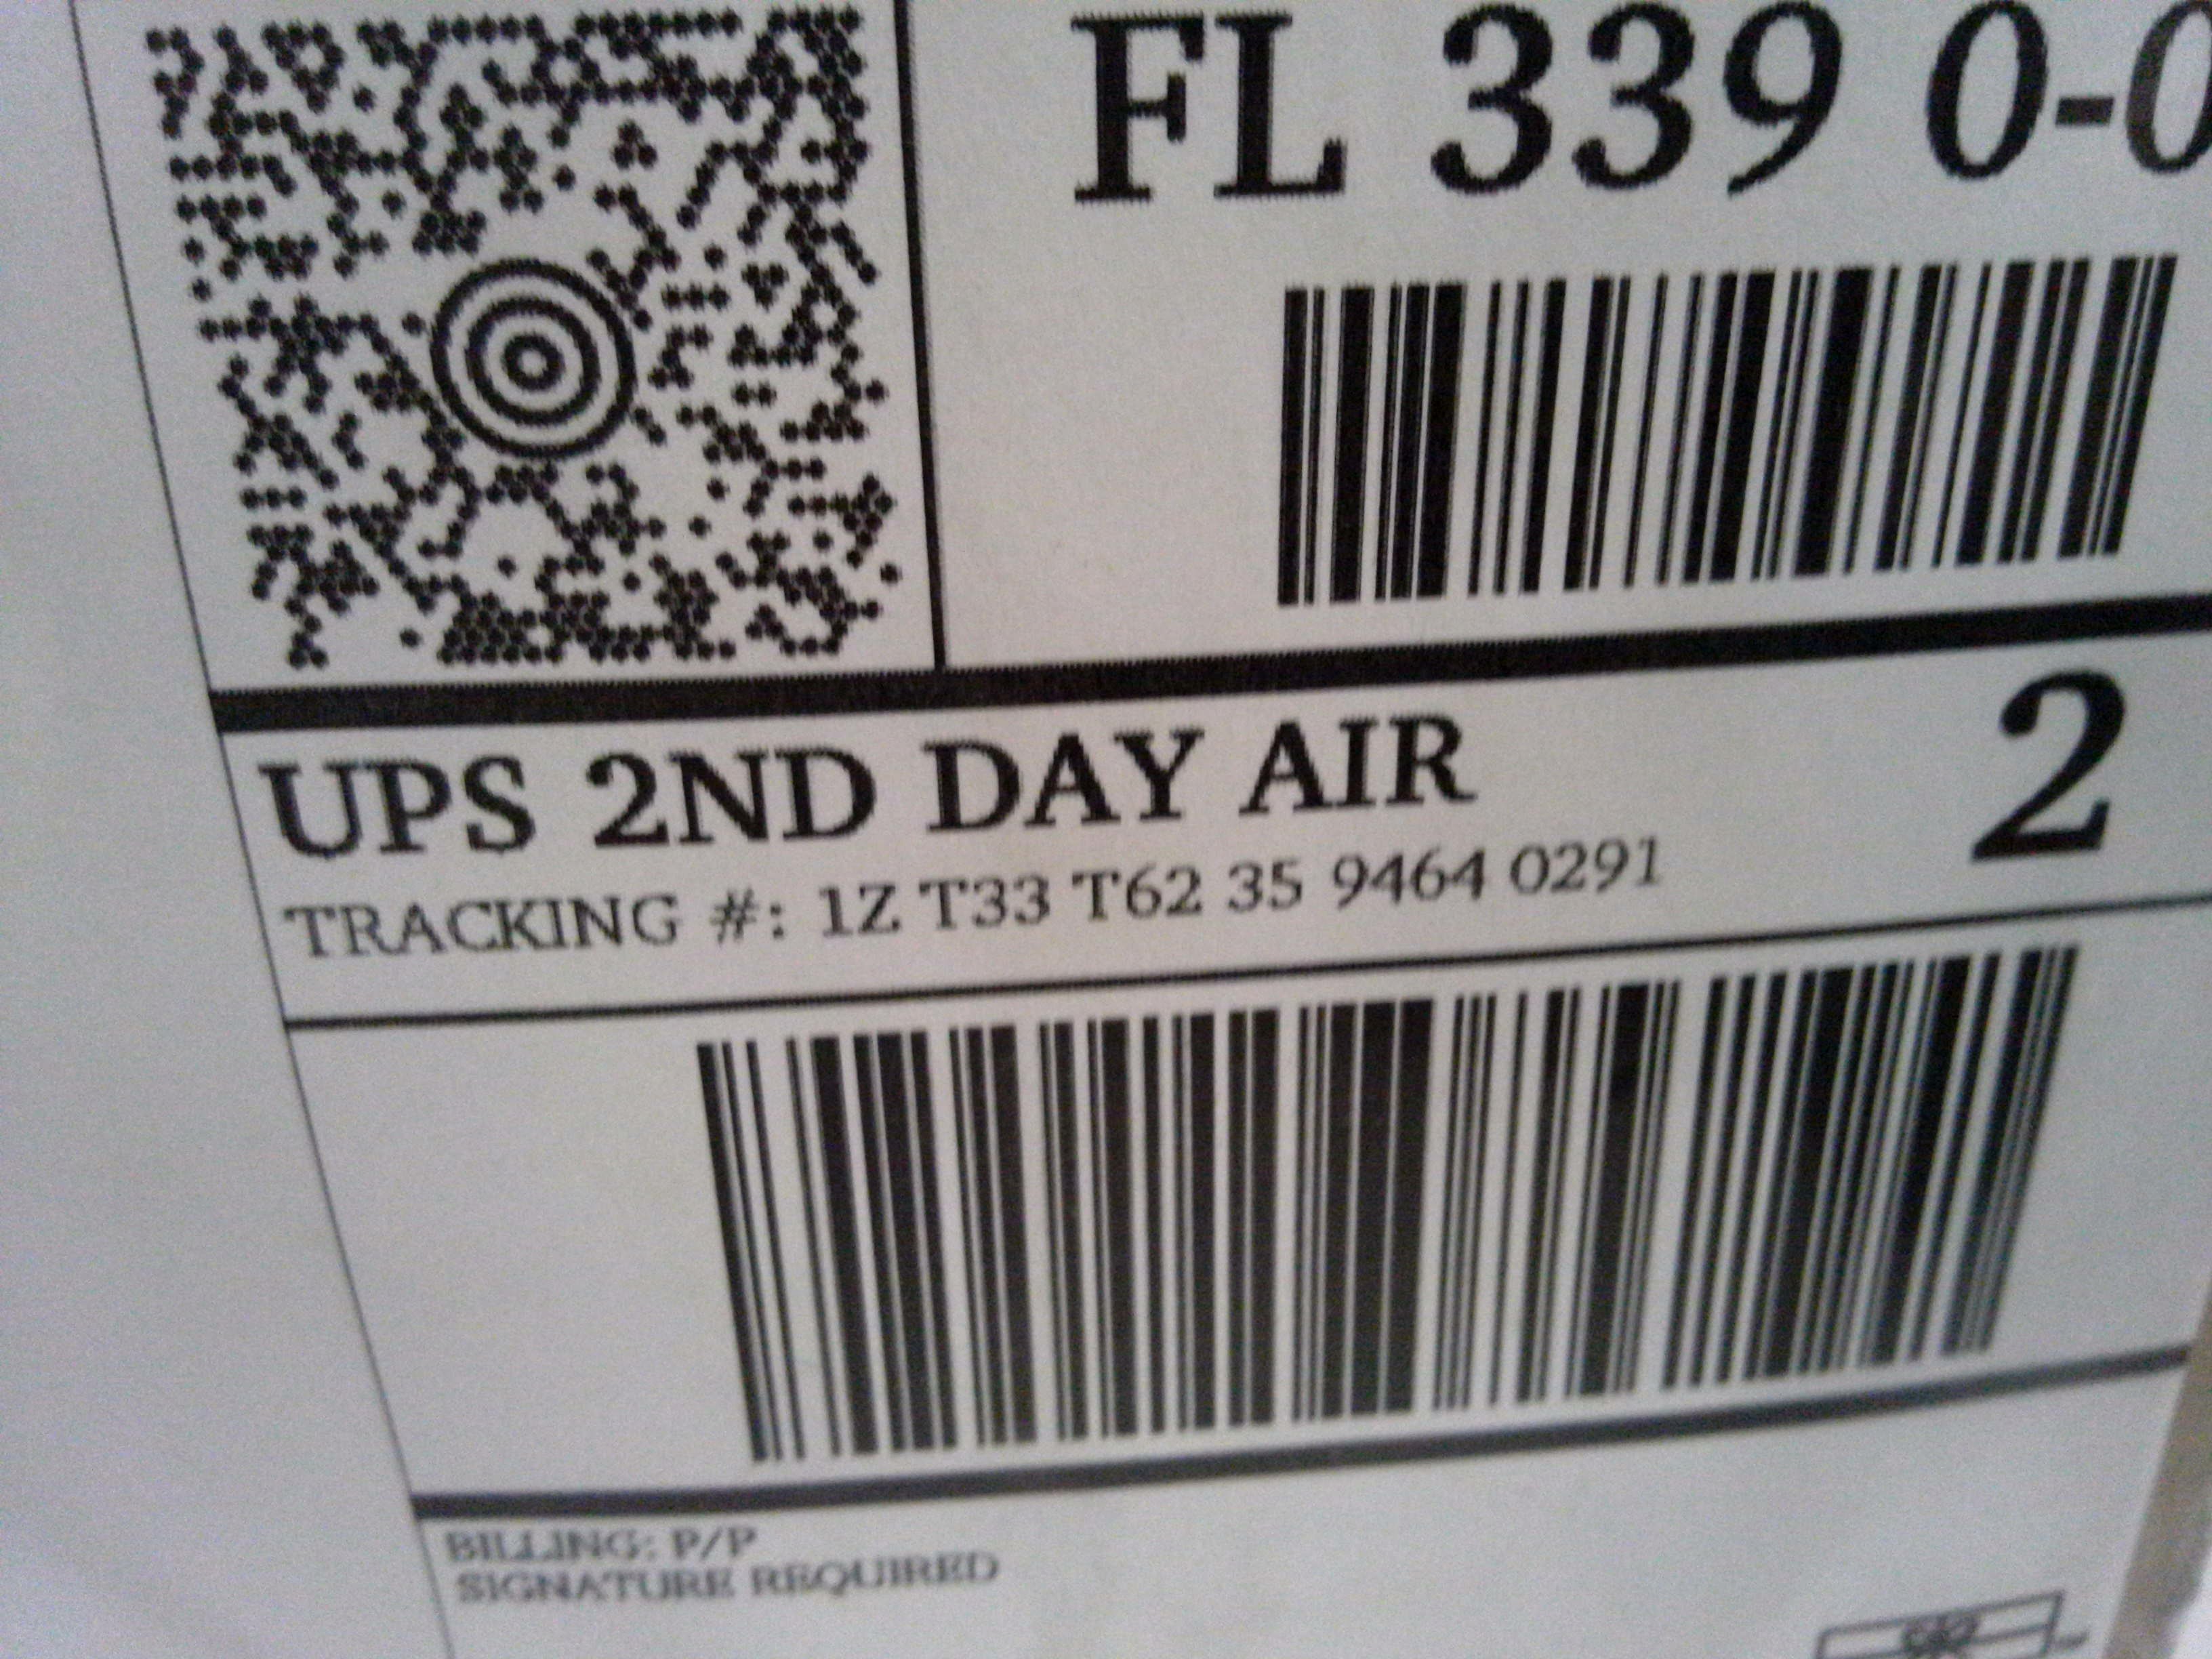 FL 339 0-0
UPS 2ND DAY AIR
2
TRACKING #: 1Z T33 T62 35 9464 0291
BILLING: P/P
SIGNATURE REQUIRED